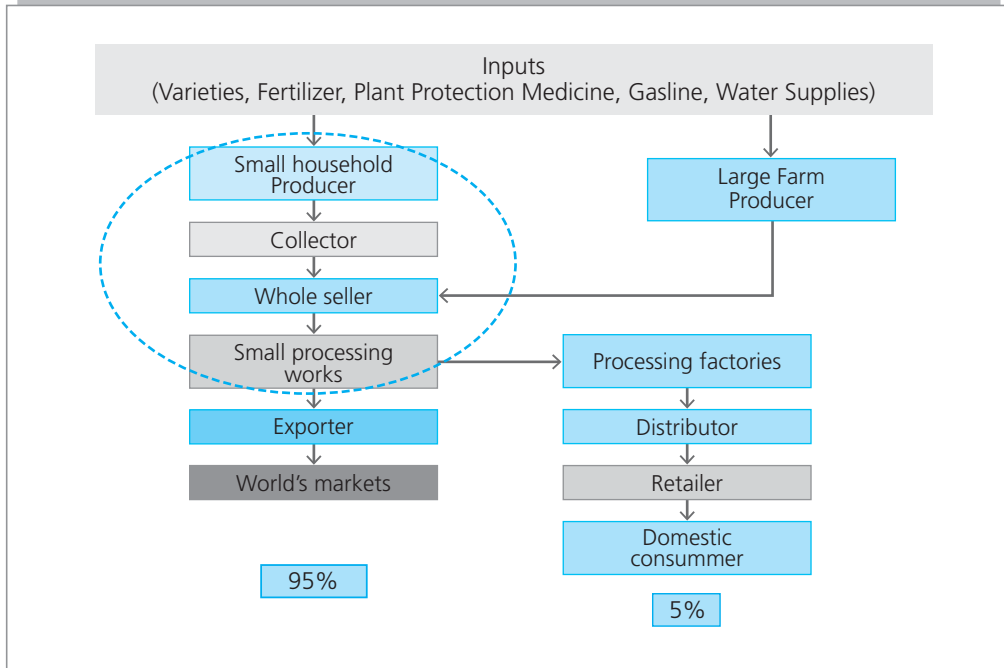 Inputs
(Varieties, Fertilizer, Plant Protection Medicine, Gasline, Water Supplies)
Small household
Producer
Large Farm
Producer
Collector
Whole seller
Small processing
works
Processing factories
Exporter
Distributor
World's markets
Retailer
Domestic
consummer
95%
5%